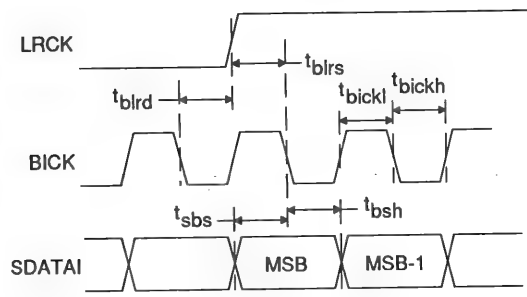 LRCK
t_blrs
t_blrd
t_bickl
t_bickh
BICK
t_sbs
t_bsh
SDATAI
MSB
MSB-1